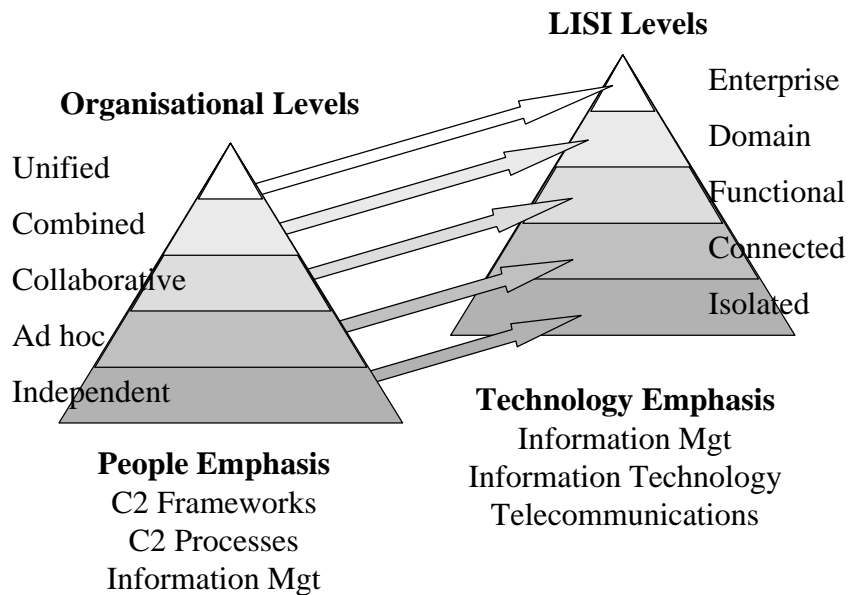 Organisational Levels
Unified
Combined
Collaborative
Ad hoc
Independent
People Emphasis
C2 Frameworks
C2 Processes
Information Mgt
LISI Levels
Enterprise
Domain
Functional
Connected
Isolated
Technology Emphasis
Information Mgt
Information Technology
Telecommunications